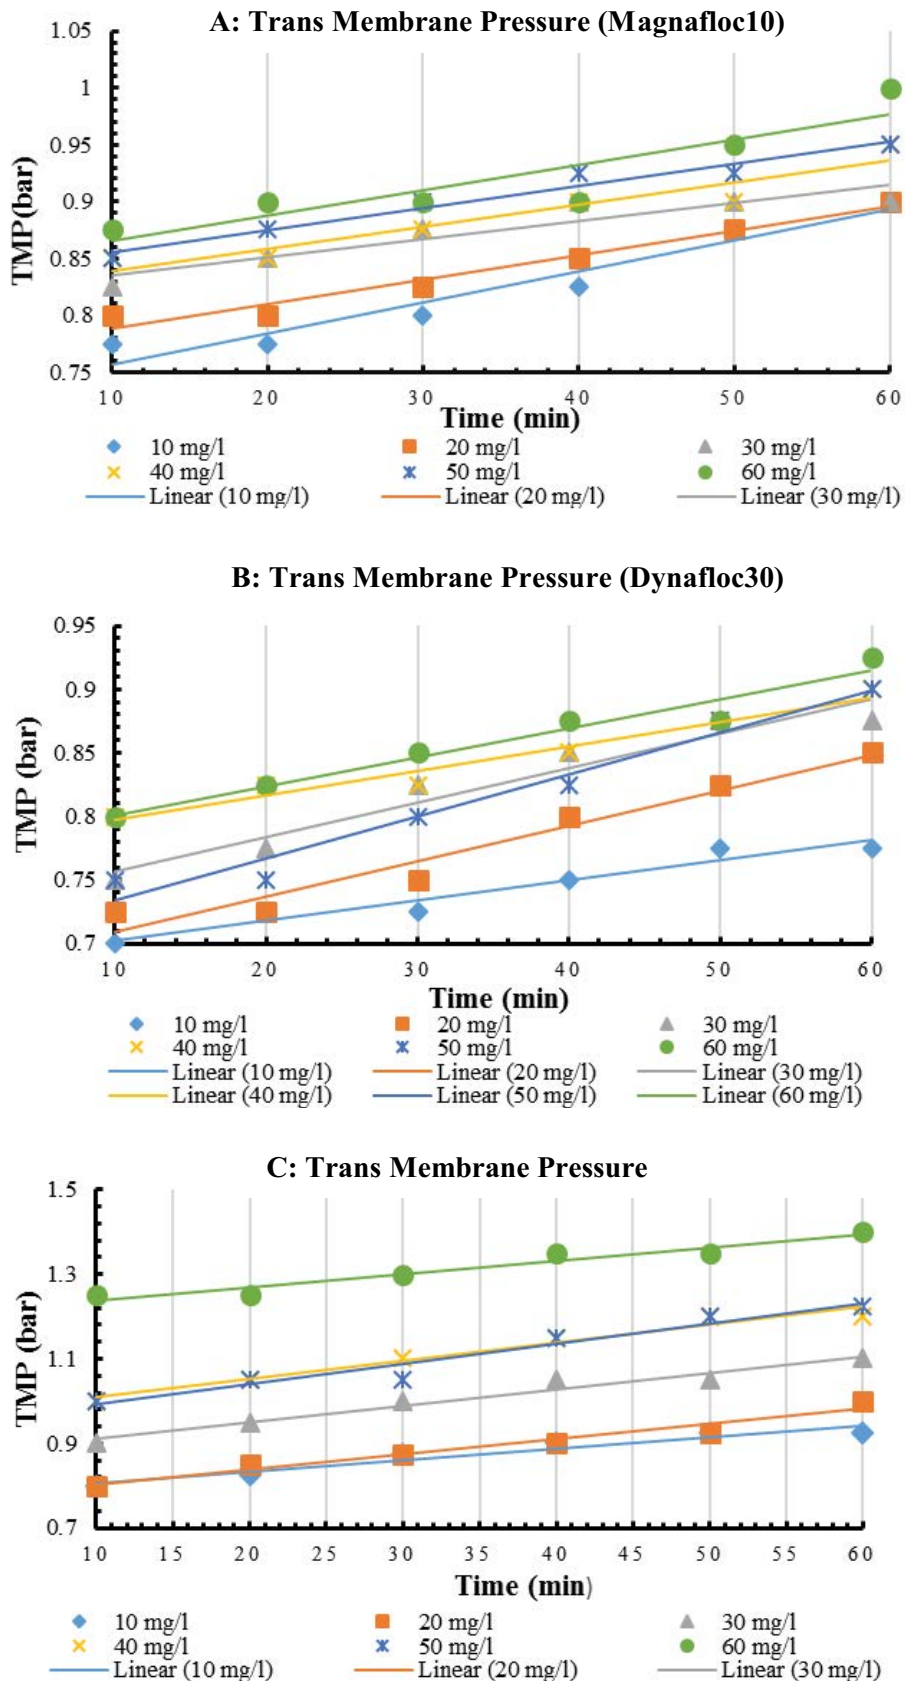 A: Trans Membrane Pressure (Magnafloc10)
1.05
1
0.95
0.9
0.85
0.8
0.75
TMP(bar)
10 20 30 40 50 60
Time (min)
10 mg/l 20 mg/l 30 mg/l
40 mg/l 50 mg/l 60 mg/l
Linear (10 mg/l) Linear (20 mg/l) Linear (30 mg/l)
B: Trans Membrane Pressure (Dynafloc30)
0.95
0.9
0.85
0.8
0.75
0.7
TMP (bar)
10 20 30 40 50 60
Time (min)
10 mg/l 20 mg/l 30 mg/l
40 mg/l 50 mg/l 60 mg/l
Linear (10 mg/l) Linear (20 mg/l) Linear (30 mg/l)
Linear (40 mg/l) Linear (50 mg/l) Linear (60 mg/l)
C: Trans Membrane Pressure
1.5
1.3
1.1
0.9
0.7
TMP (bar)
10 15 20 25 30 35 40 45 50 55 60
Time (min)
10 mg/l 20 mg/l 30 mg/l
40 mg/l 50 mg/l 60 mg/l
Linear (10 mg/l) Linear (20 mg/l) Linear (30 mg/l)